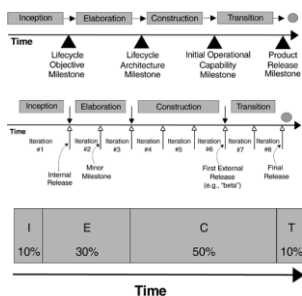 Inception Elaboration Construction Transition
Time
Lifecycle Objective Milestone
Lifecycle Architecture Milestone
Initial Operational Capability Milestone
Product Release Milestone
Inception Elaboration Construction Transition
Time
Iteration #1
Iteration #2
Iteration #3
Iteration #4
Iteration #5
Iteration #6
Iteration #7
Iteration #8
Internal Release
Minor Milestone
First External Release (e.g., "beta")
Final Release
I E C T
10% 30% 50% 10%
Time